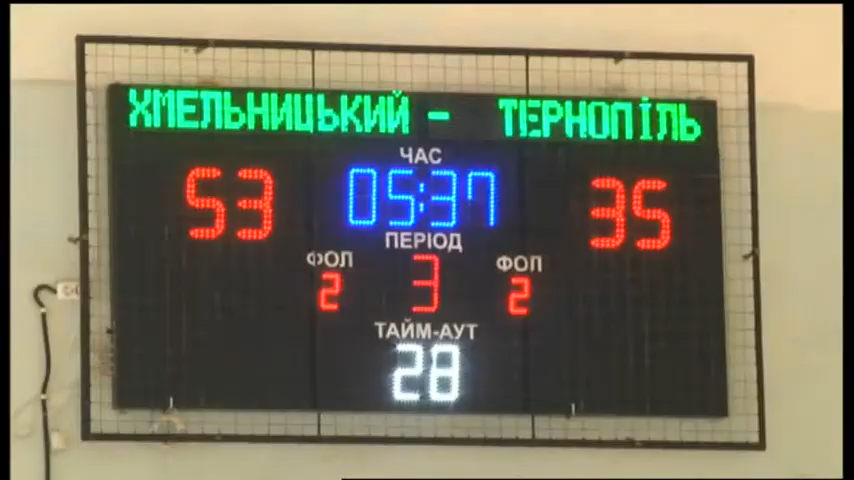 ХМЕЛЬНИЦЬКИЙ - ТЕРНОПІЛЬ
ЧАС
53 05:37 35
ПЕРІОД
ФОЛ 3 ФОЛ
2 2
ТАЙМ-АУТ
28